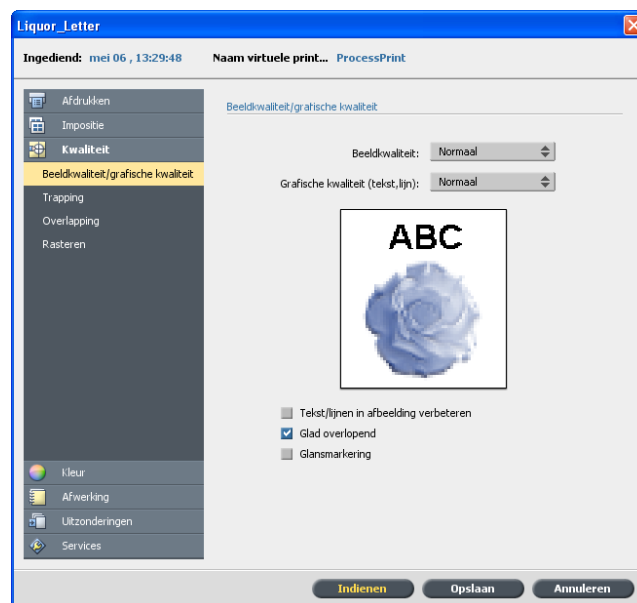 Liquor_Letter
Ingediend: mei 06 , 13:29:48 Naam virtuele print... ProcessPrint
Afdrukken
Impositie
Kwaliteit
Beeldkwaliteit/grafische kwaliteit
Trapping
Overlapping
Rasteren
Kleur
Afwerking
Uitzonderingen
Services
Beeldkwaliteit/grafische kwaliteit
Beeldkwaliteit: Normaal
Grafische kwaliteit (tekst,lijn): Normaal
ABC
Tekst/lijnen in afbeelding verbeteren
Glad overlopend
Glansmarkering
Indienen Opslaan Annuleren